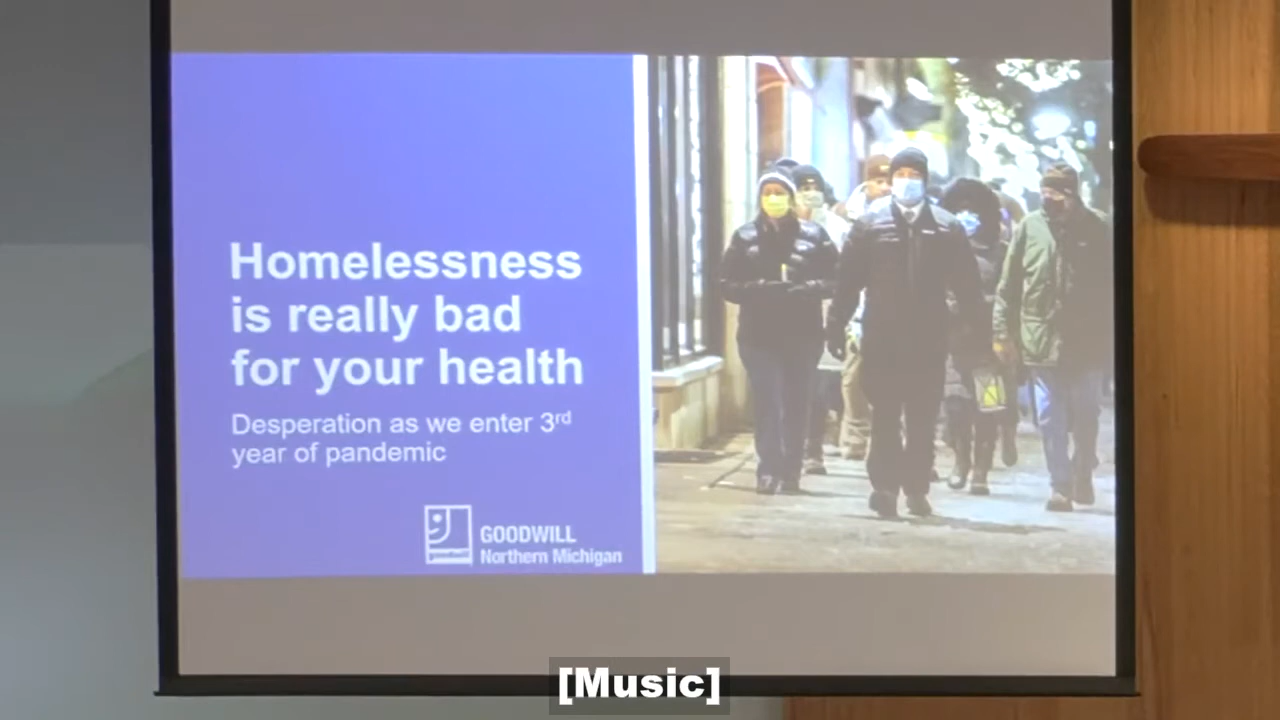 Homelessness
is really bad
for your health
Desperation as we enter 3rd
year of pandemic
GOODWILL
Northern Michigan
[Music]